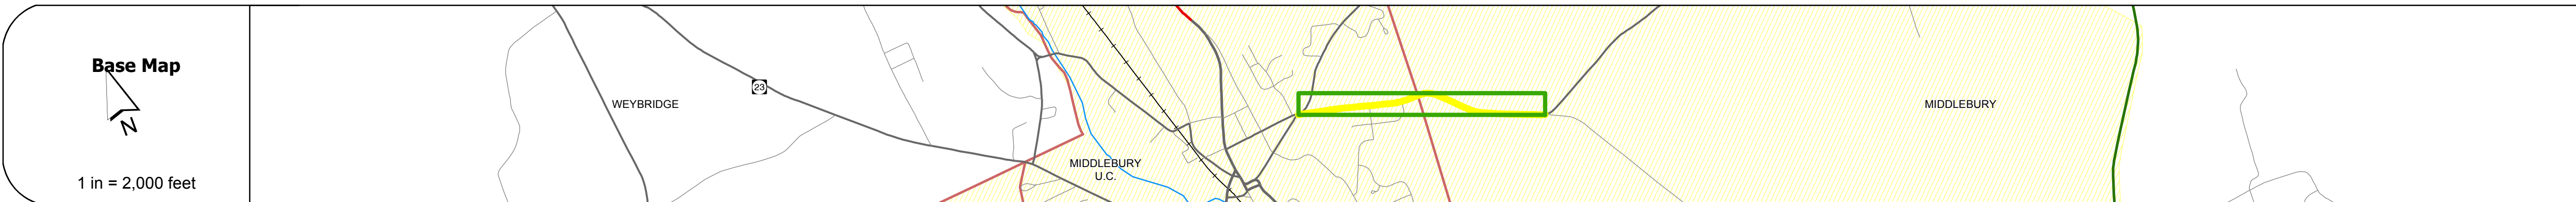 Base Map
N
1 in = 2,000 feet
WEYBRIDGE
23
MIDDLEBURY
U.C.
MIDDLEBURY